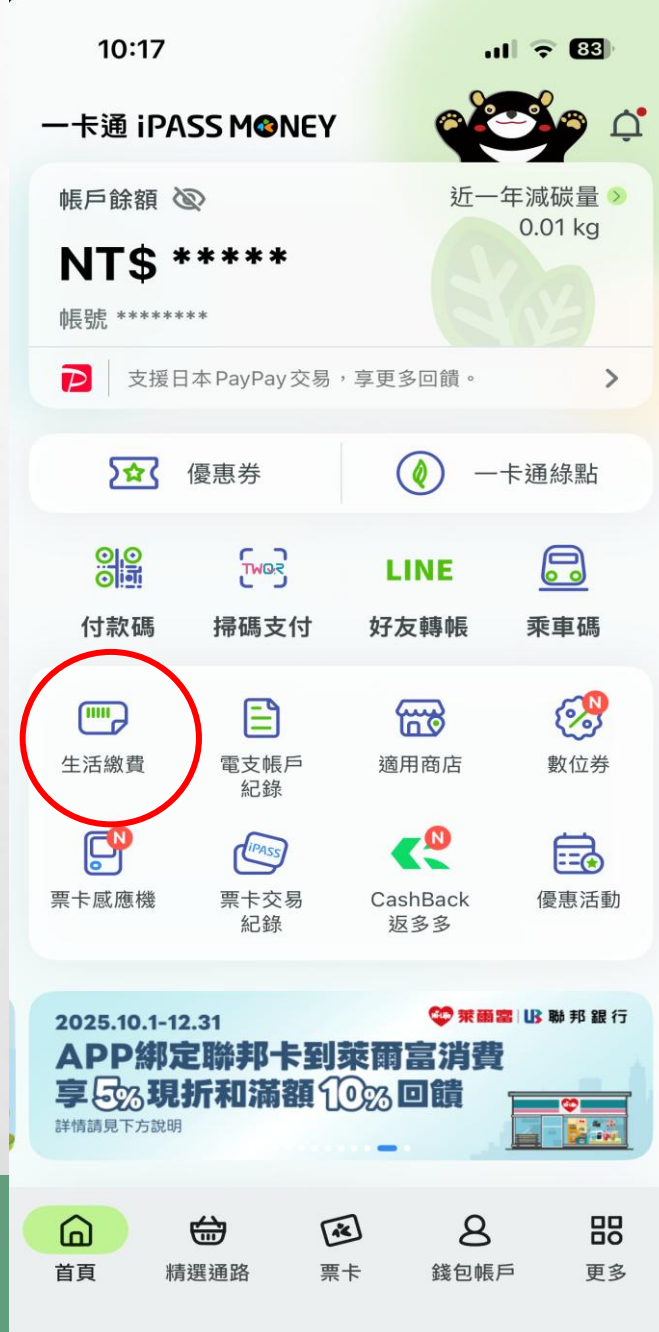 10:17
83
一卡通 iPASS MONEY
帳戶餘額
近一年減碳量
0.01 kg
NT$ *****
帳號 ********
支援日本PayPay交易，享更多回饋。
優惠券
一卡通綠點
TWQR
LINE
付款碼
掃碼支付
好友轉帳
乘車碼
N
生活繳費
電支帳戶
紀錄
適用商店
數位券
N
iPASS
N
票卡感應機
票卡交易
紀錄
CashBack
返多多
優惠活動
2025.10.1-12.31
萊爾富
聯邦銀行
APP綁定聯邦卡到萊爾富消費
享5%現折和滿額10%回饋
詳情請見下方說明
首頁
精選通路
票卡
錢包帳戶
更多